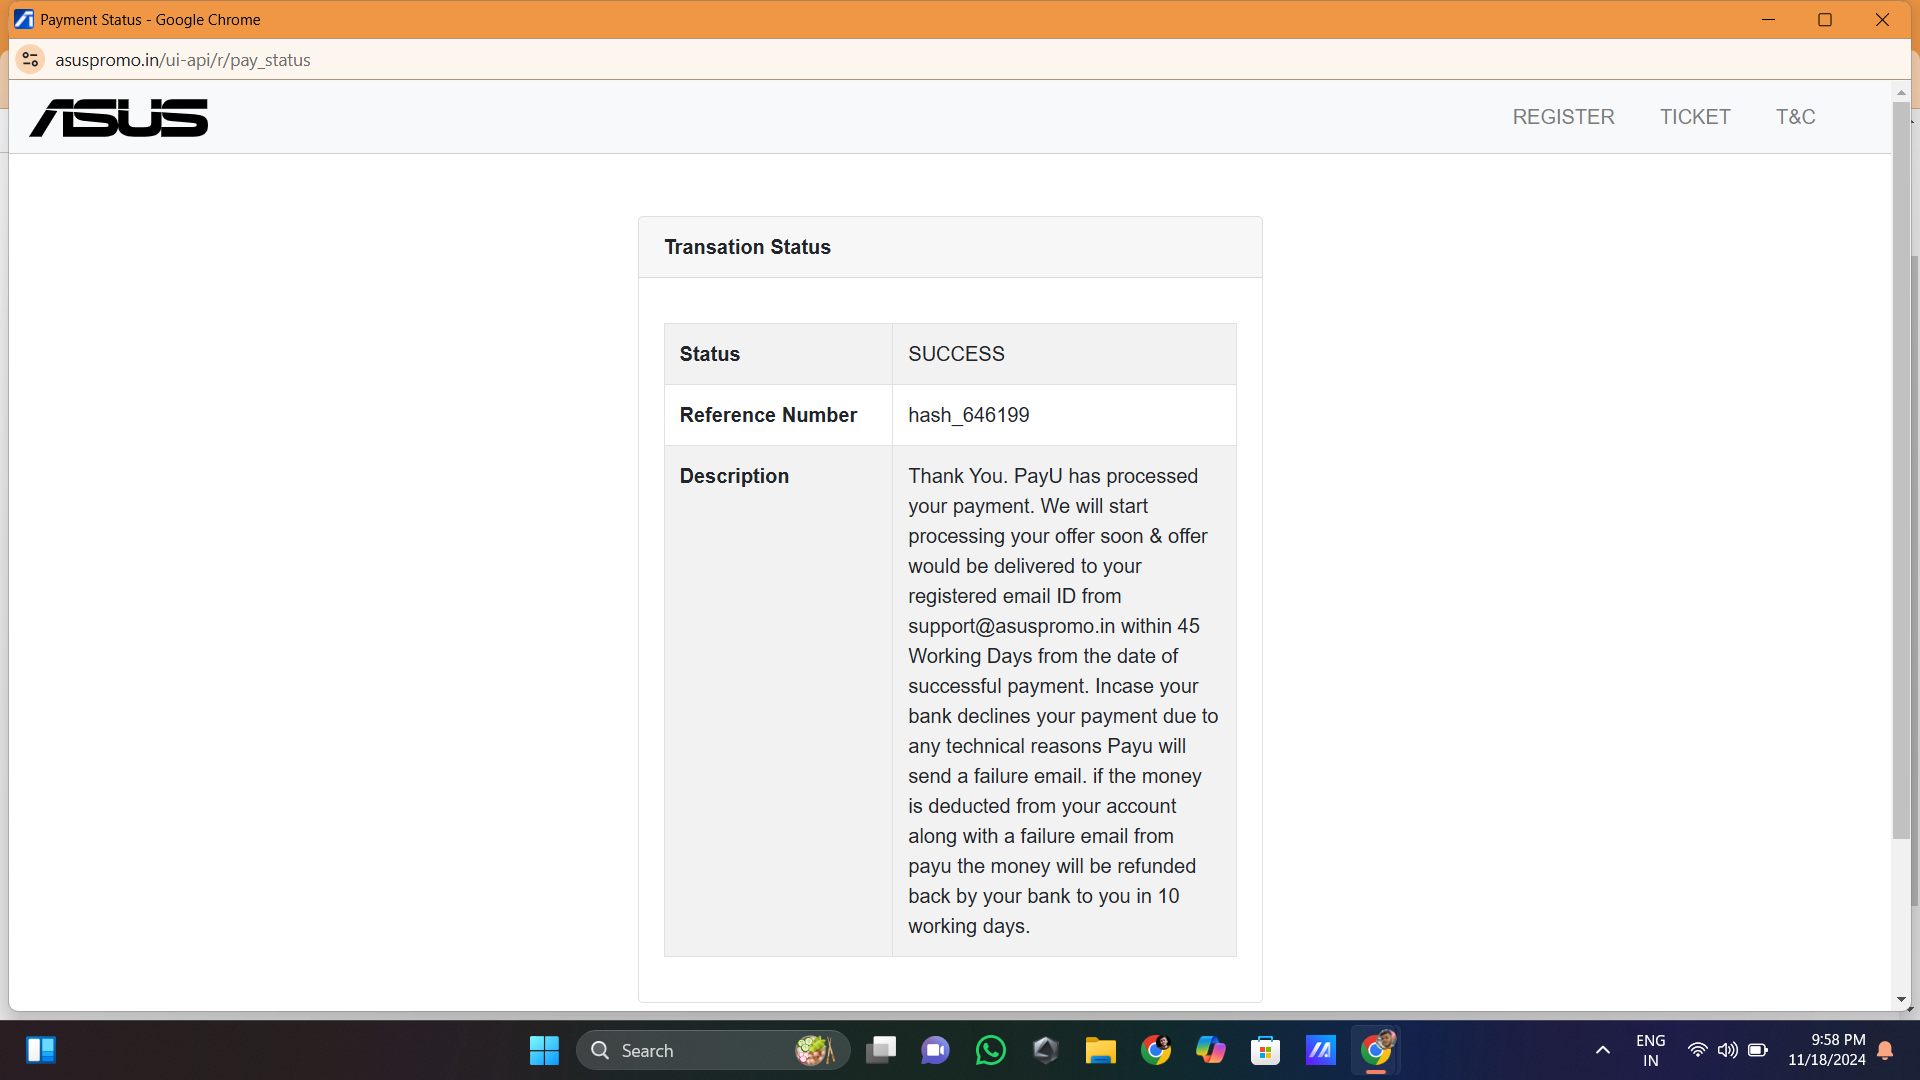 Payment Status - Google Chrome
asuspromo.in/ui-api/r/pay_status
ASUS
REGISTER TICKET T&C
Transation Status
Status SUCCESS
Reference Number hash_646199
Description Thank You. PayU has processed
your payment. We will start
processing your offer soon & offer
would be delivered to your
registered email ID from
support@asuspromo.in within 45
Working Days from the date of
successful payment. Incase your
bank declines your payment due to
any technical reasons Payu will
send a failure email. if the money
is deducted from your account
along with a failure email from
payu the money will be refunded
back by your bank to you in 10
working days.
Search
ENG
IN
9:58 PM
11/18/2024